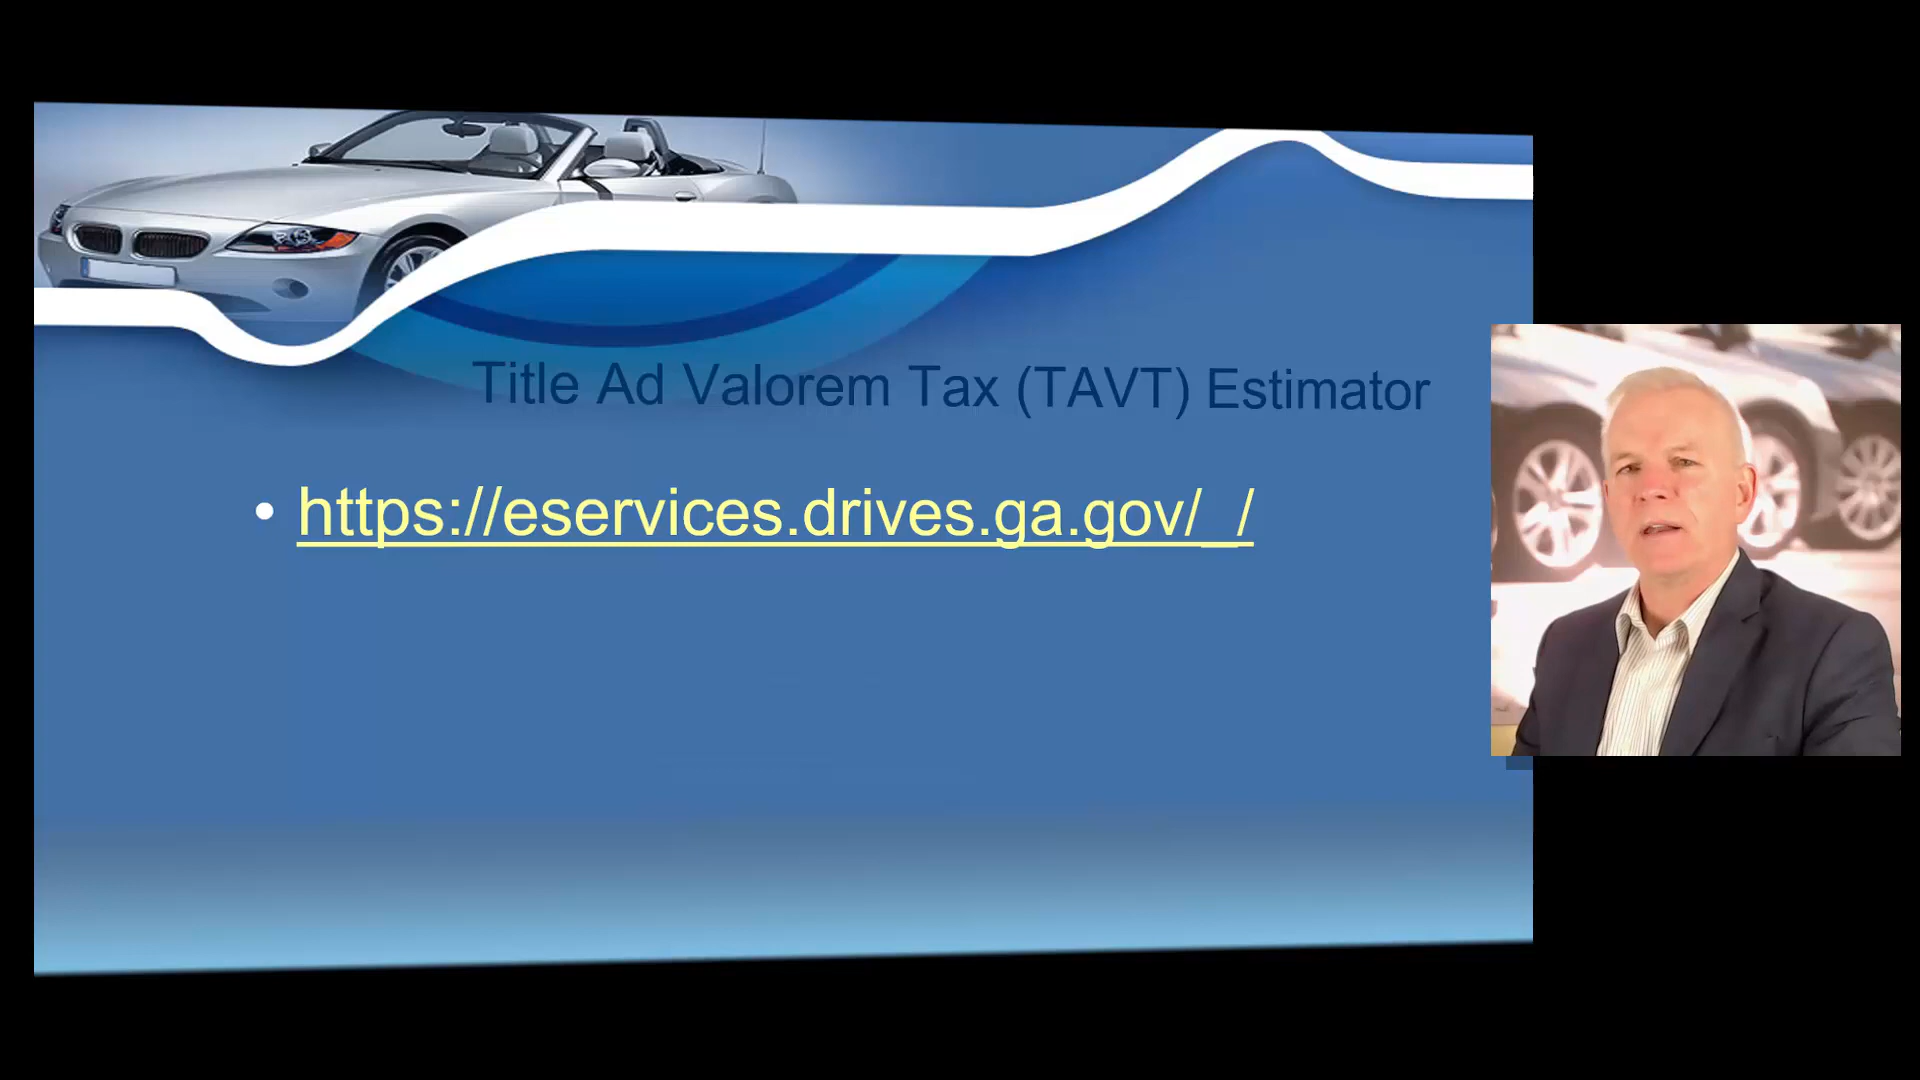 Title Ad Valorem Tax (TAVT) Estimator
• https://eservices.drives.ga.gov/_/